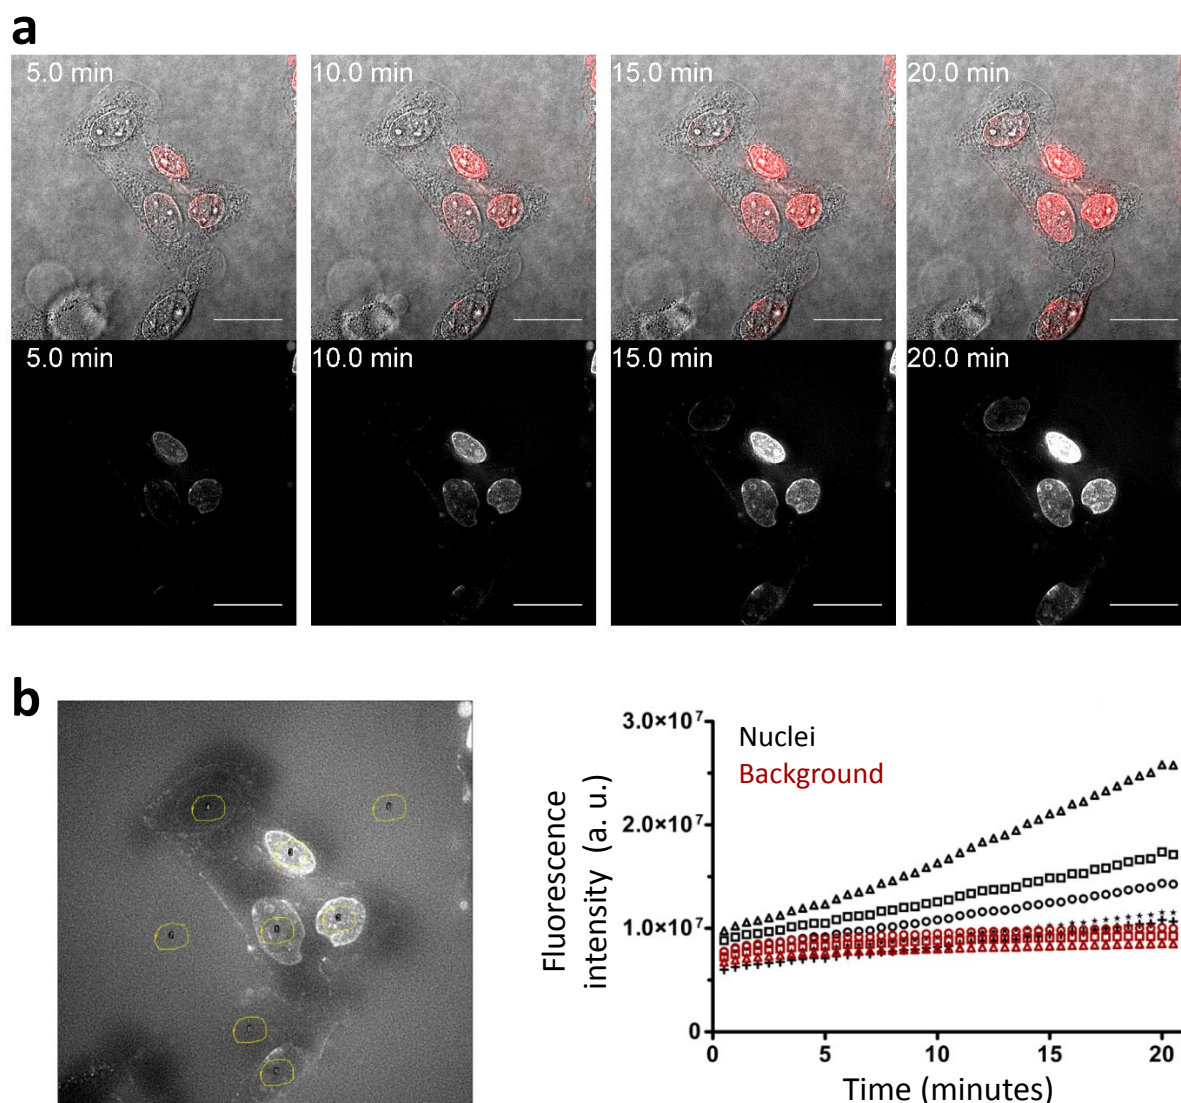 a
5.0 min 10.0 min 15.0 min 20.0 min
5.0 min 10.0 min 15.0 min 20.0 min
b
3.0×10⁷
2.0×10⁷
1.0×10⁷
0
Nuclei
Background
Fluorescence
intensity (a. u.)
0 5 10 15 20
Time (minutes)